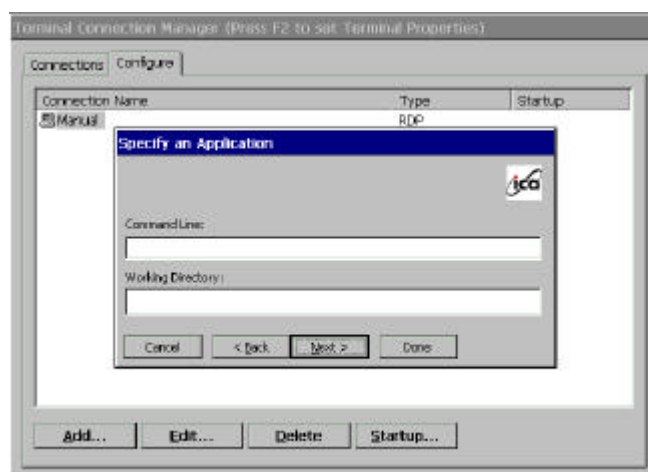 Terminal Connection Manager (Press F2 to set Terminal Properties)
Connections Configure
Connection Name Type Startup
Manual RDP
Specify an Application
ica
Command Line:
Working Directory:
Cancel < Back Next > Done
Add... Edit... Delete Startup...